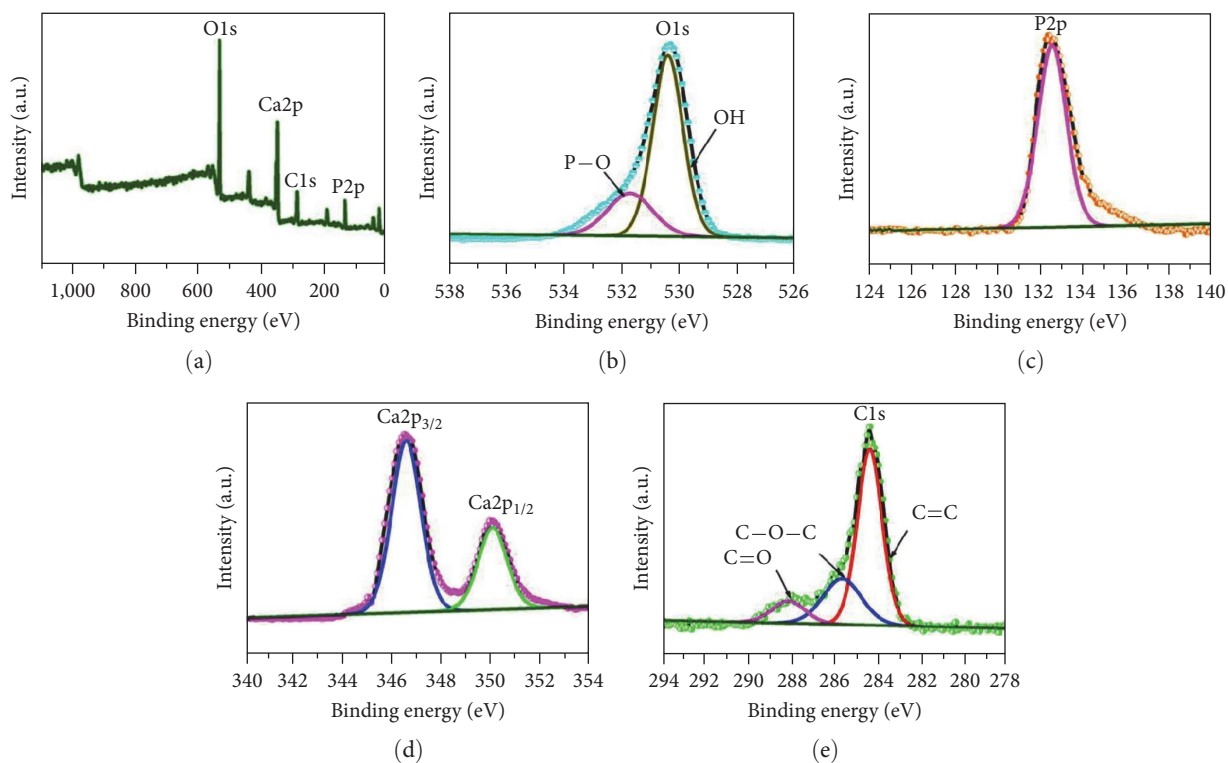 O1s
Ca2p
C1s
P2p
Intensity (a.u.)
1,000 800 600 400 200 0
Binding energy (eV)
(a)
O1s
OH
P–O
Intensity (a.u.)
538 536 534 532 530 528 526
Binding energy (eV)
(b)
P2p
Intensity (a.u.)
124 126 128 130 132 134 136 138 140
Binding energy (eV)
(c)
Ca2p3/2
Ca2p1/2
Intensity (a.u.)
340 342 344 346 348 350 352 354
Binding energy (eV)
(d)
C1s
C=C
C–O–C
C=O
Intensity (a.u.)
294 292 290 288 286 284 282 280 278
Binding energy (eV)
(e)